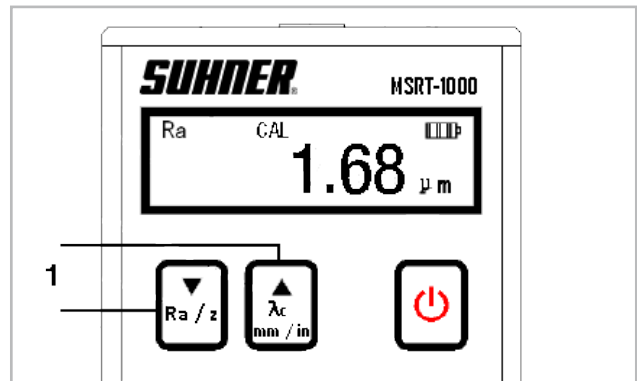 SUHNER®
MSRT-1000
Ra CAL
1.68 µm
1
▼
Ra / z
▲
λc
mm / in